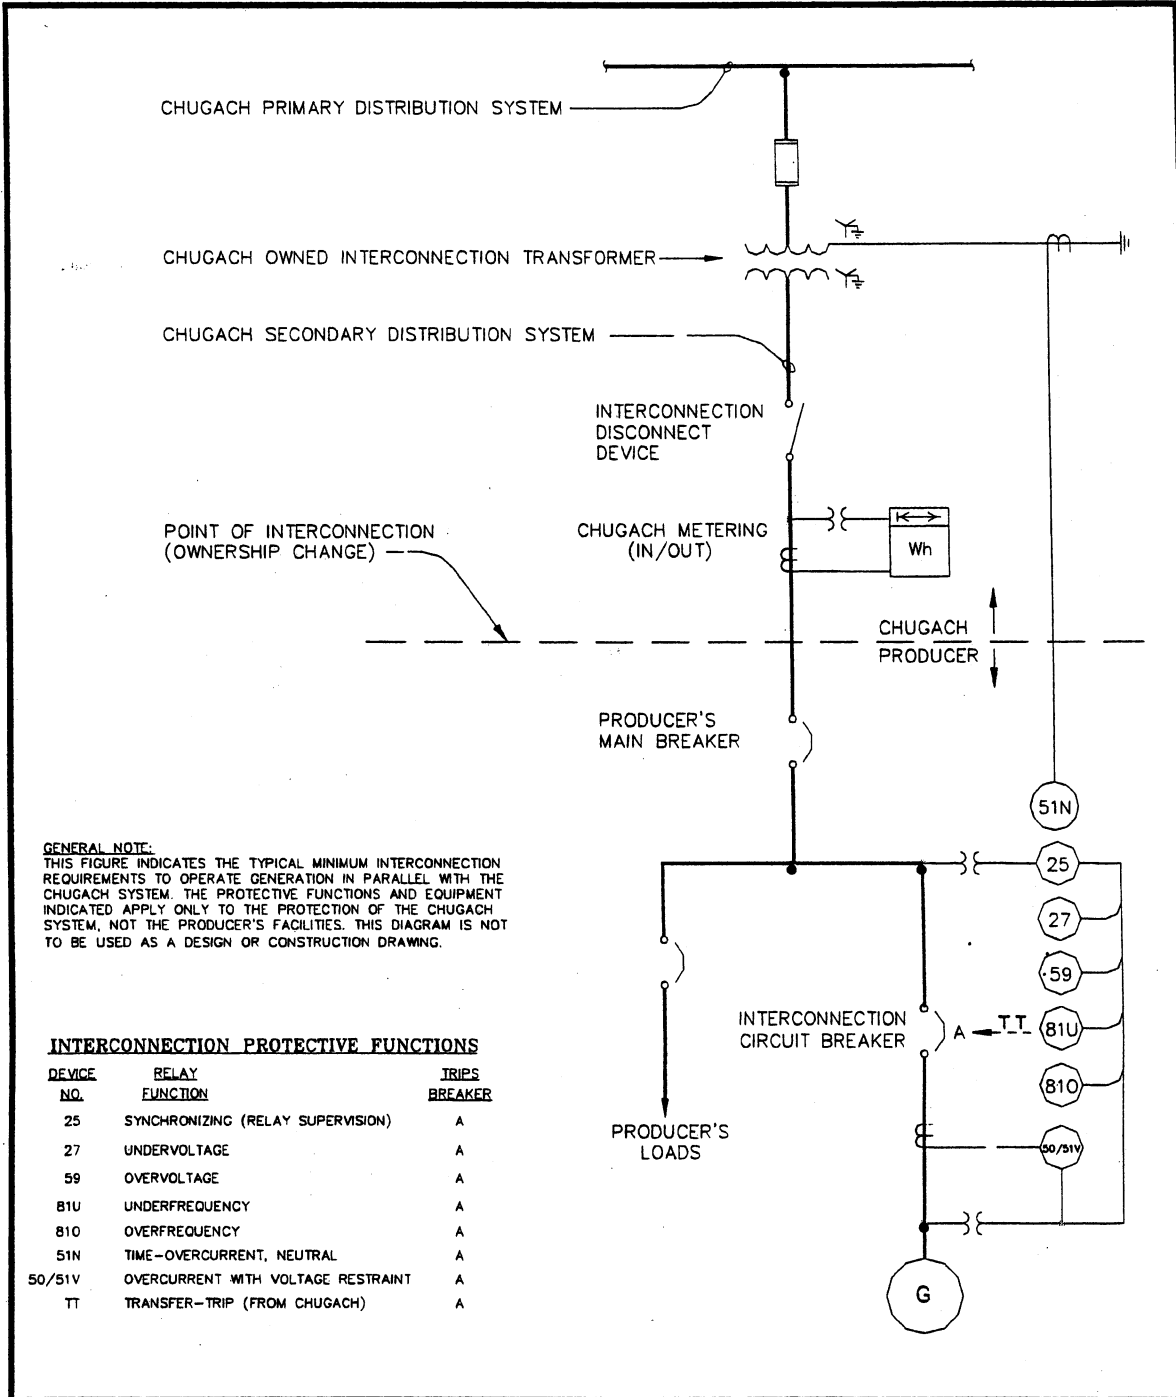 CHUGACH PRIMARY DISTRIBUTION SYSTEM
CHUGACH OWNED INTERCONNECTION TRANSFORMER
CHUGACH SECONDARY DISTRIBUTION SYSTEM
INTERCONNECTION
DISCONNECT
DEVICE
POINT OF INTERCONNECTION
(OWNERSHIP CHANGE)
CHUGACH METERING
(IN/OUT)
Wh
CHUGACH
PRODUCER
PRODUCER'S
MAIN BREAKER
51N
GENERAL NOTE:
THIS FIGURE INDICATES THE TYPICAL MINIMUM INTERCONNECTION
REQUIREMENTS TO OPERATE GENERATION IN PARALLEL WITH THE
CHUGACH SYSTEM. THE PROTECTIVE FUNCTIONS AND EQUIPMENT
INDICATED APPLY ONLY TO THE PROTECTION OF THE CHUGACH
SYSTEM, NOT THE PRODUCER'S FACILITIES. THIS DIAGRAM IS NOT
TO BE USED AS A DESIGN OR CONSTRUCTION DRAWING.
25
27
59
INTERCONNECTION
CIRCUIT BREAKER
A
TT
81U
81O
50/51V
PRODUCER'S
LOADS
G
INTERCONNECTION PROTECTIVE FUNCTIONS
DEVICE RELAY TRIPS
NO. FUNCTION BREAKER
25 SYNCHRONIZING (RELAY SUPERVISION) A
27 UNDERVOLTAGE A
59 OVERVOLTAGE A
81U UNDERFREQUENCY A
81O OVERFREQUENCY A
51N TIME-OVERCURRENT, NEUTRAL A
50/51V OVERCURRENT WITH VOLTAGE RESTRAINT A
TT TRANSFER-TRIP (FROM CHUGACH) A